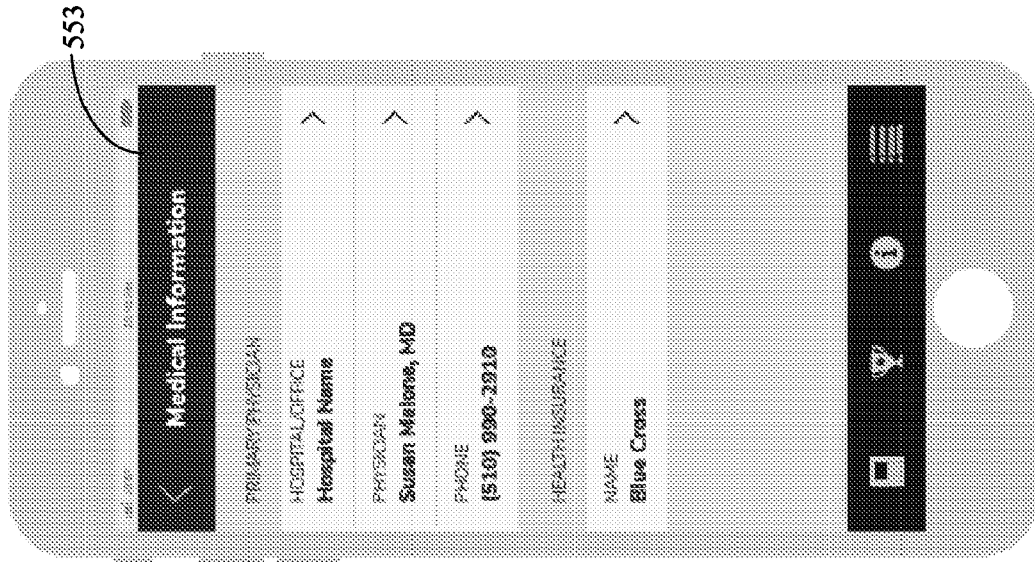 553
Medical Information
PRIMARY PHYSICIAN
HOSPITAL/OFFICE
Hospital Name
PHYSICIAN
Susan Malone, MD
PHONE
(510) 990-2910
HEALTH INSURANCE
NAME
Blue Cross